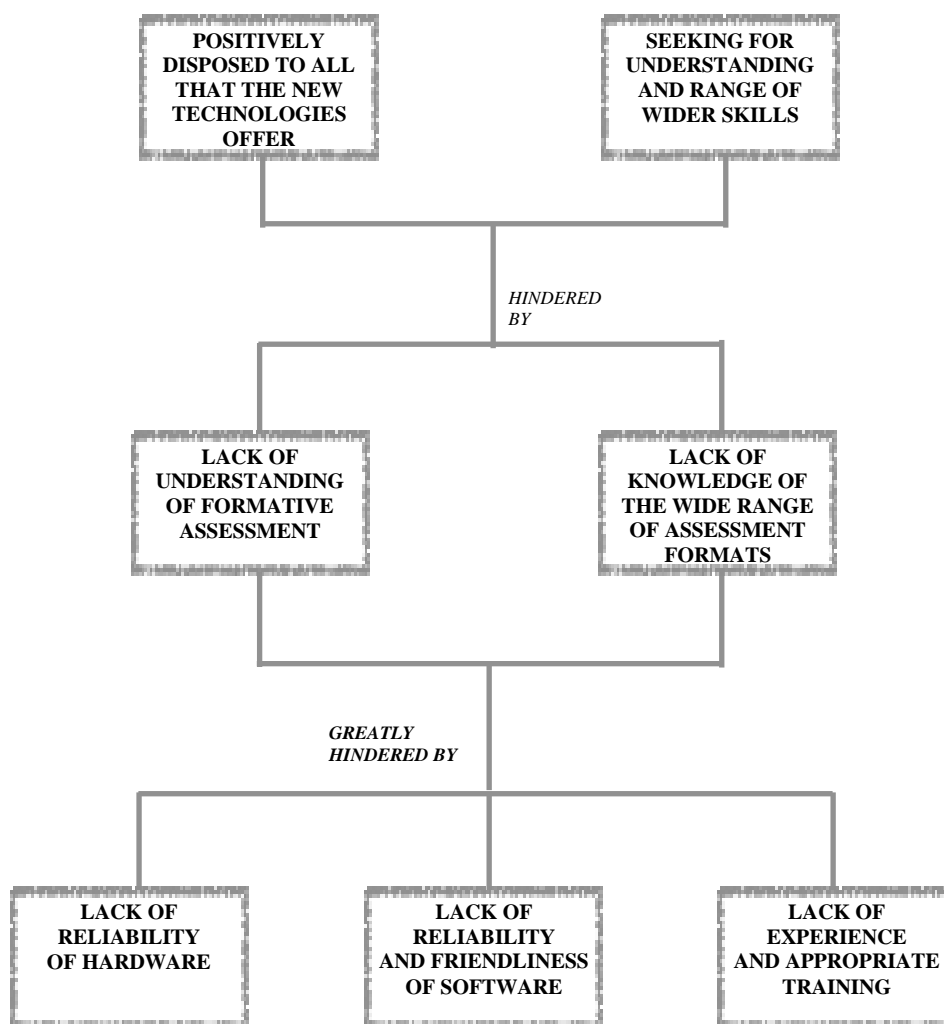 POSITIVELY
DISPOSED TO ALL
THAT THE NEW
TECHNOLOGIES
OFFER
SEEKING FOR
UNDERSTANDING
AND RANGE OF
WIDER SKILLS
HINDERED
BY
LACK OF
UNDERSTANDING
OF FORMATIVE
ASSESSMENT
LACK OF
KNOWLEDGE OF
THE WIDE RANGE
OF ASSESSMENT
FORMATS
GREATLY
HINDERED BY
LACK OF
RELIABILITY
OF HARDWARE
LACK OF
RELIABILITY
AND FRIENDLINESS
OF SOFTWARE
LACK OF
EXPERIENCE
AND APPROPRIATE
TRAINING